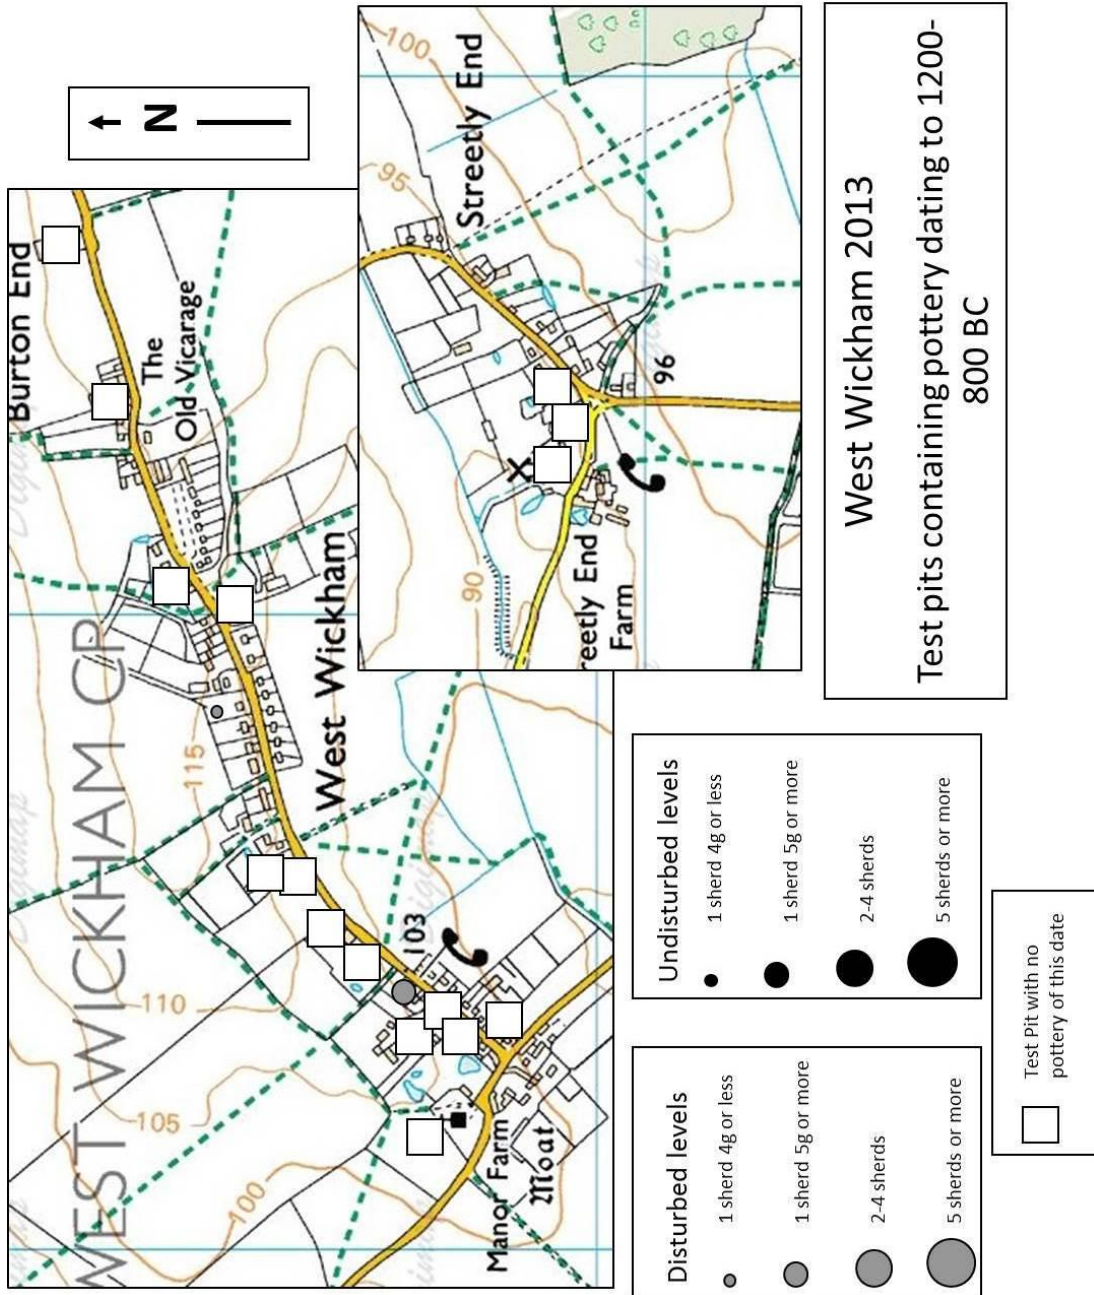 West Wickham 2013
Test pits containing pottery dating to 1200-
800 BC
N
WEST WICKHAM CP
Burton End
The
Old Vicarage
West Wickham
115
110
105
100
103
Manor Farm
Moat
Streetly End
100
95
90
96
reetly End
Farm
Digimap
Disturbed levels
1 sherd 4g or less
1 sherd 5g or more
2-4 sherds
5 sherds or more
Undisturbed levels
1 sherd 4g or less
1 sherd 5g or more
2-4 sherds
5 sherds or more
Test Pit with no
pottery of this date